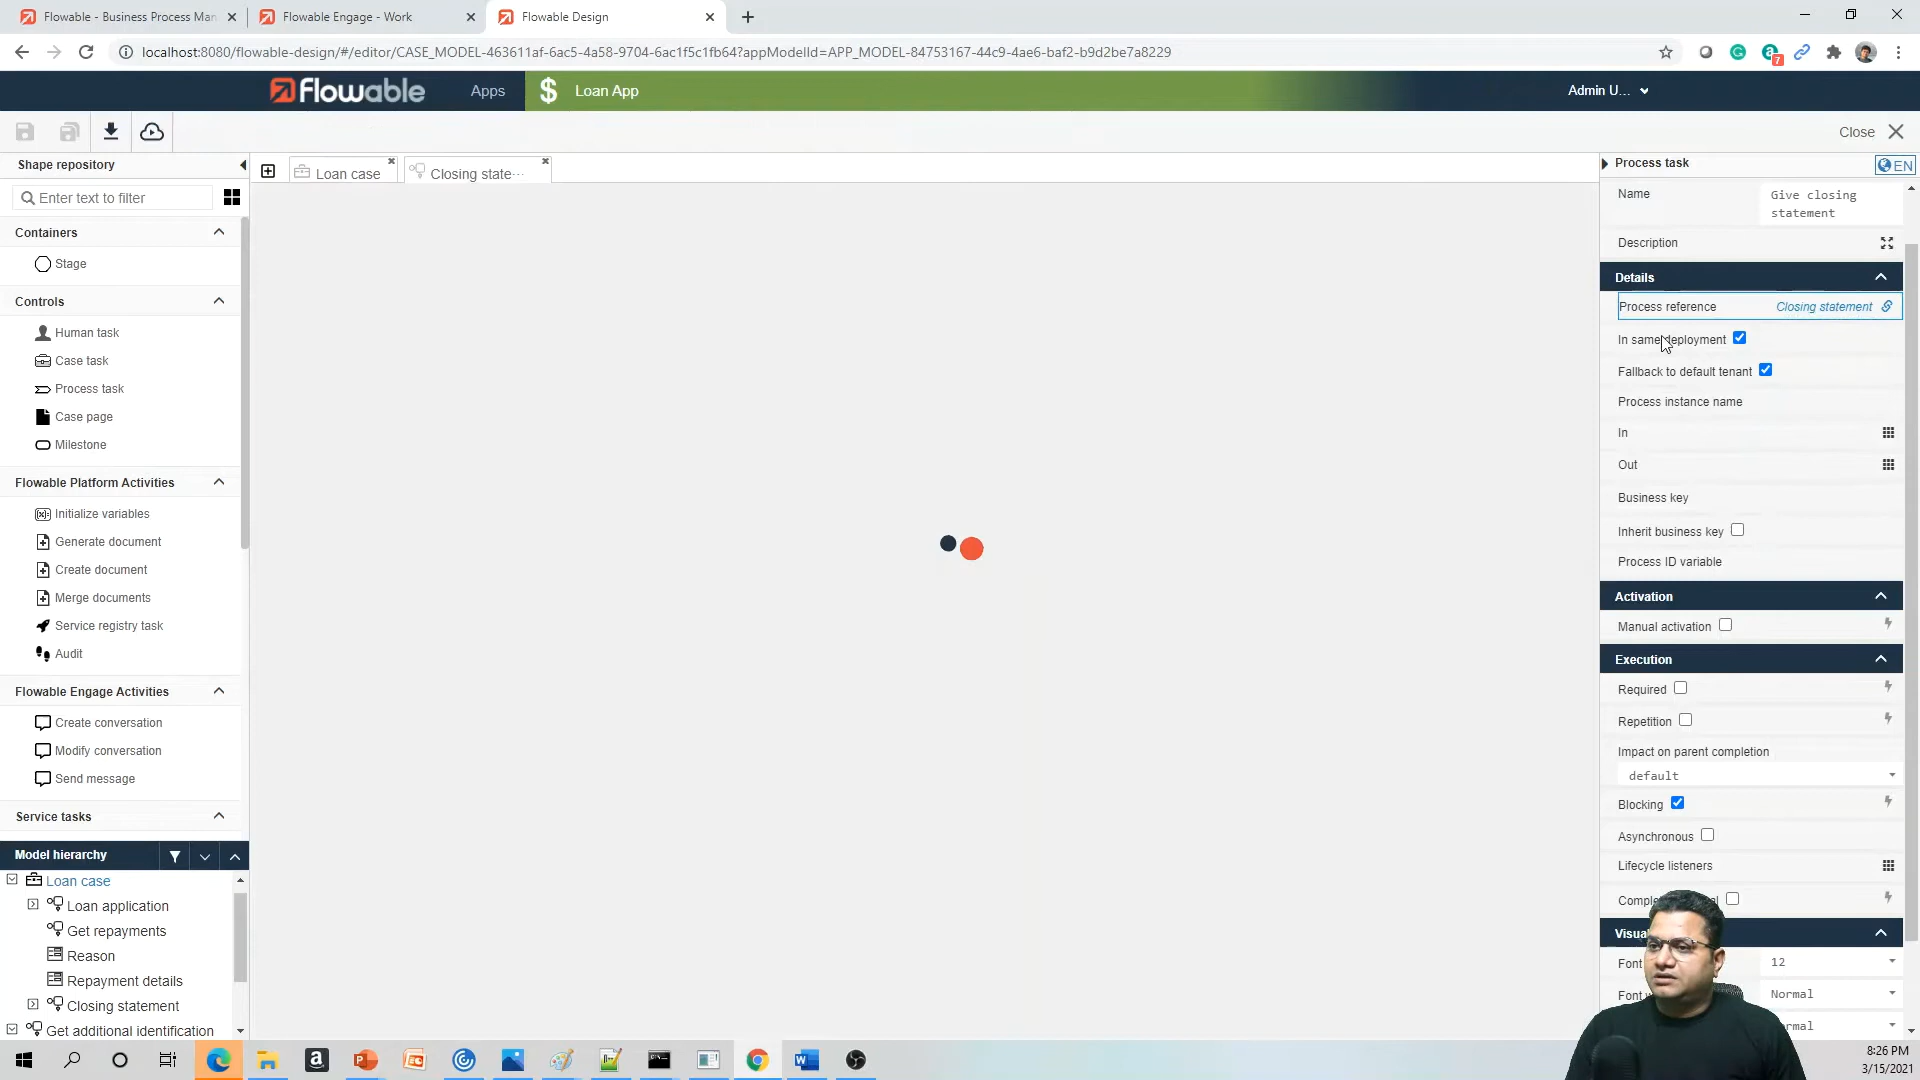 Flowable - Business Process Man
Flowable Engage - Work
Flowable Design
localhost:8080/flowable-design/#/editor/CASE_MODEL-463611af-6ac5-4a58-9704-6ac1f5c1fb64?appModelId=APP_MODEL-84753167-44c9-4ae6-baf2-b9d2be7a8229
7
flowable
Apps
$ Loan App
Admin U...
Close
Shape repository
Enter text to filter
Containers
Stage
Controls
Human task
Case task
Process task
Case page
Milestone
Flowable Platform Activities
Initialize variables
Generate document
Create document
Merge documents
Service registry task
Audit
Flowable Engage Activities
Create conversation
Modify conversation
Send message
Service tasks
Model hierarchy
Loan case
Loan application
Get repayments
Reason
Repayment details
Closing statement
Get additional identification
Loan case
Closing state···
Process task
EN
Name
Give closing
statement
Description
Details
Process reference
Closing statement
In same deployment
Fallback to default tenant
Process instance name
In
Out
Business key
Inherit business key
Process ID variable
Activation
Manual activation
Execution
Required
Repetition
Impact on parent completion
default
Blocking
Asynchronous
Lifecycle listeners
Font
12
Normal
8:26 PM
3/15/2021